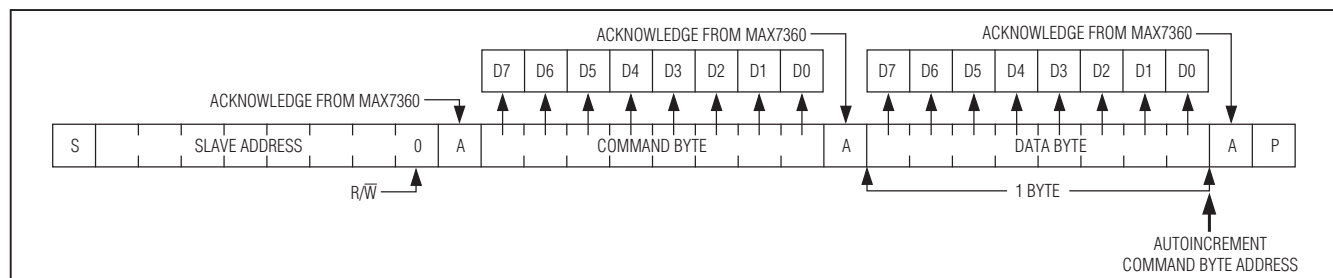 ACKNOWLEDGE FROM MAX7360
ACKNOWLEDGE FROM MAX7360
D7 D6 D5 D4 D3 D2 D1 D0
D7 D6 D5 D4 D3 D2 D1 D0
ACKNOWLEDGE FROM MAX7360
S SLAVE ADDRESS 0 A COMMAND BYTE A DATA BYTE A P
R/W̅
1 BYTE
AUTOINCREMENT
COMMAND BYTE ADDRESS